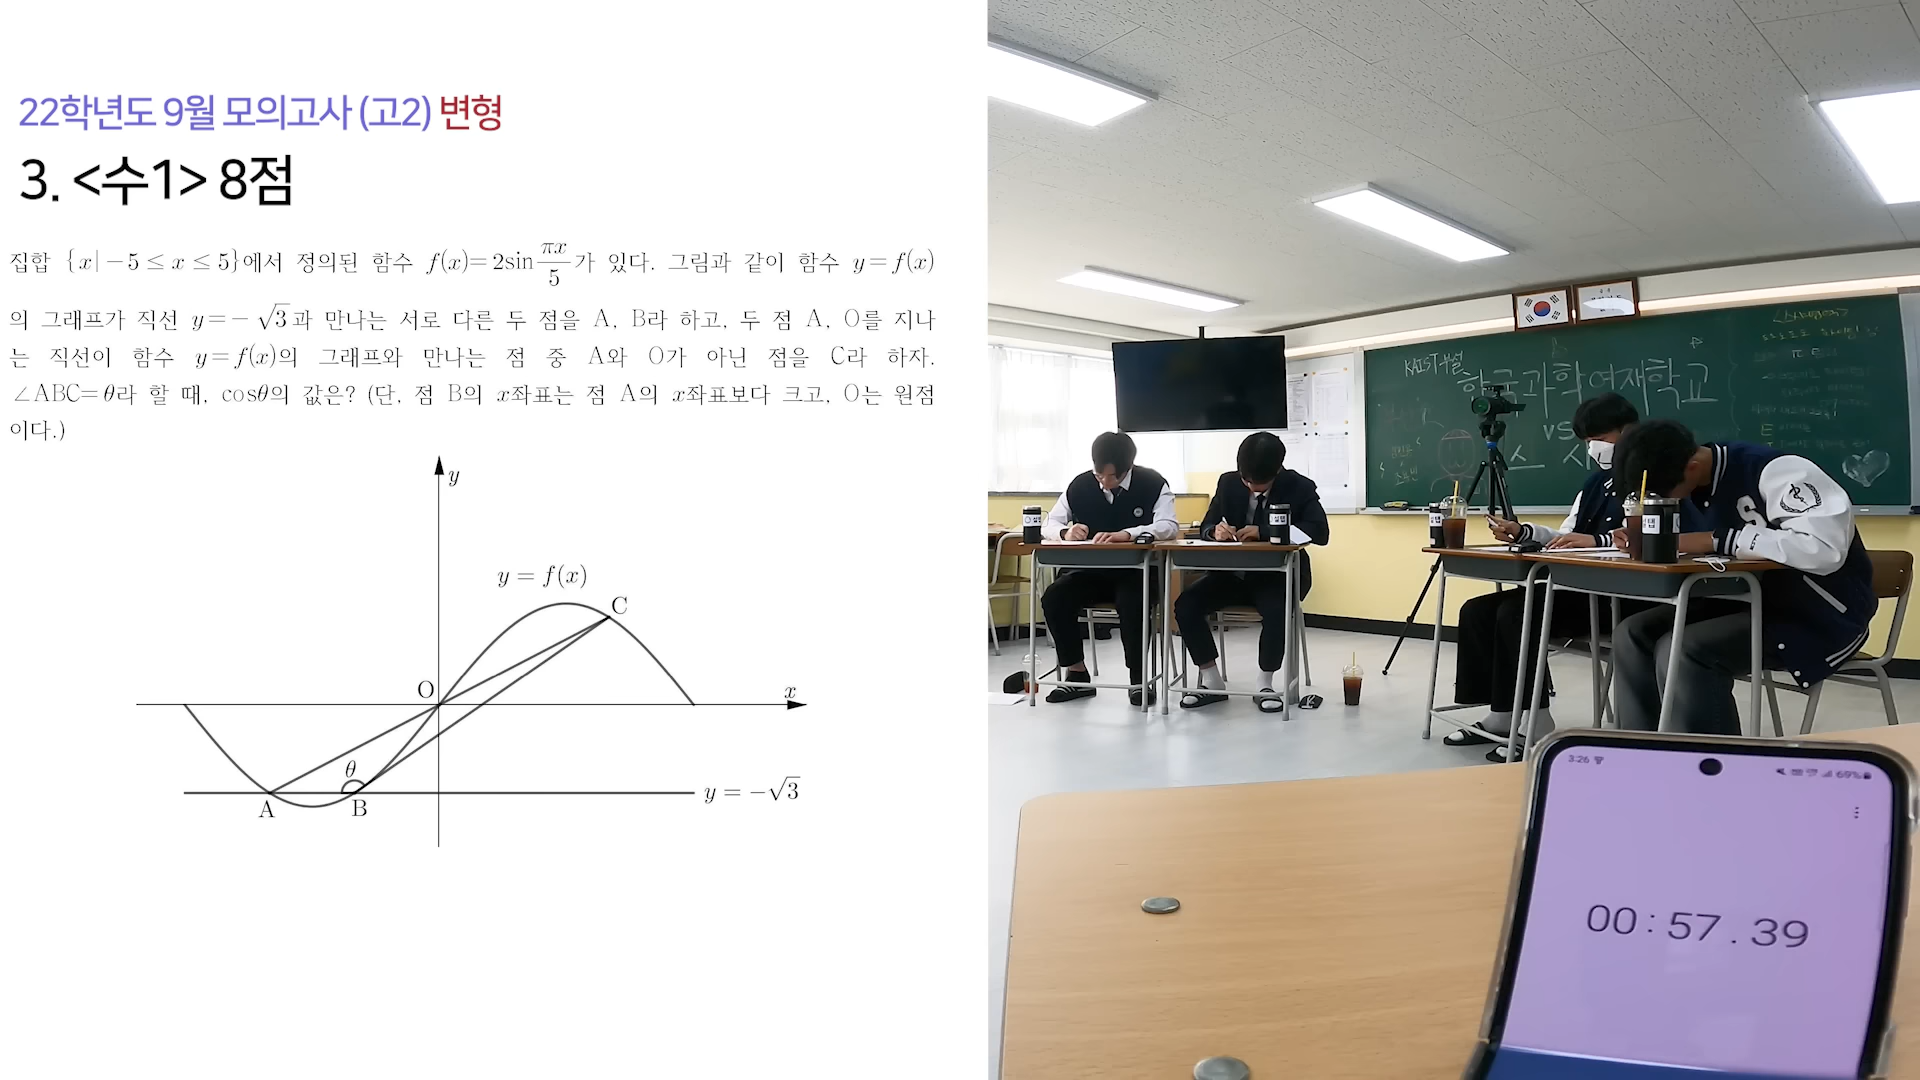 22학년도 9월 모의고사 (고2) 변형
3. <수1> 8점
집합 {x|−5≤x≤5}에서 정의된 함수 f(x)=2sin πx/5 가 있다. 그림과 같이 함수 y=f(x)
의 그래프가 직선 y=−√3과 만나는 서로 다른 두 점을 A, B라 하고, 두 점 A, O를 지나
는 직선이 함수 y=f(x)의 그래프와 만나는 점 중 A와 O가 아닌 점을 C라 하자.
∠ABC=θ라 할 때, cosθ의 값은? (단, 점 B의 x좌표는 점 A의 x좌표보다 크고, O는 원점
이다.)
y
y = f(x)
C
O
x
θ
A
B
y = −√3
KAIST 부설
한국과학영재학교
VS
S
3:26
69%
00:57.39